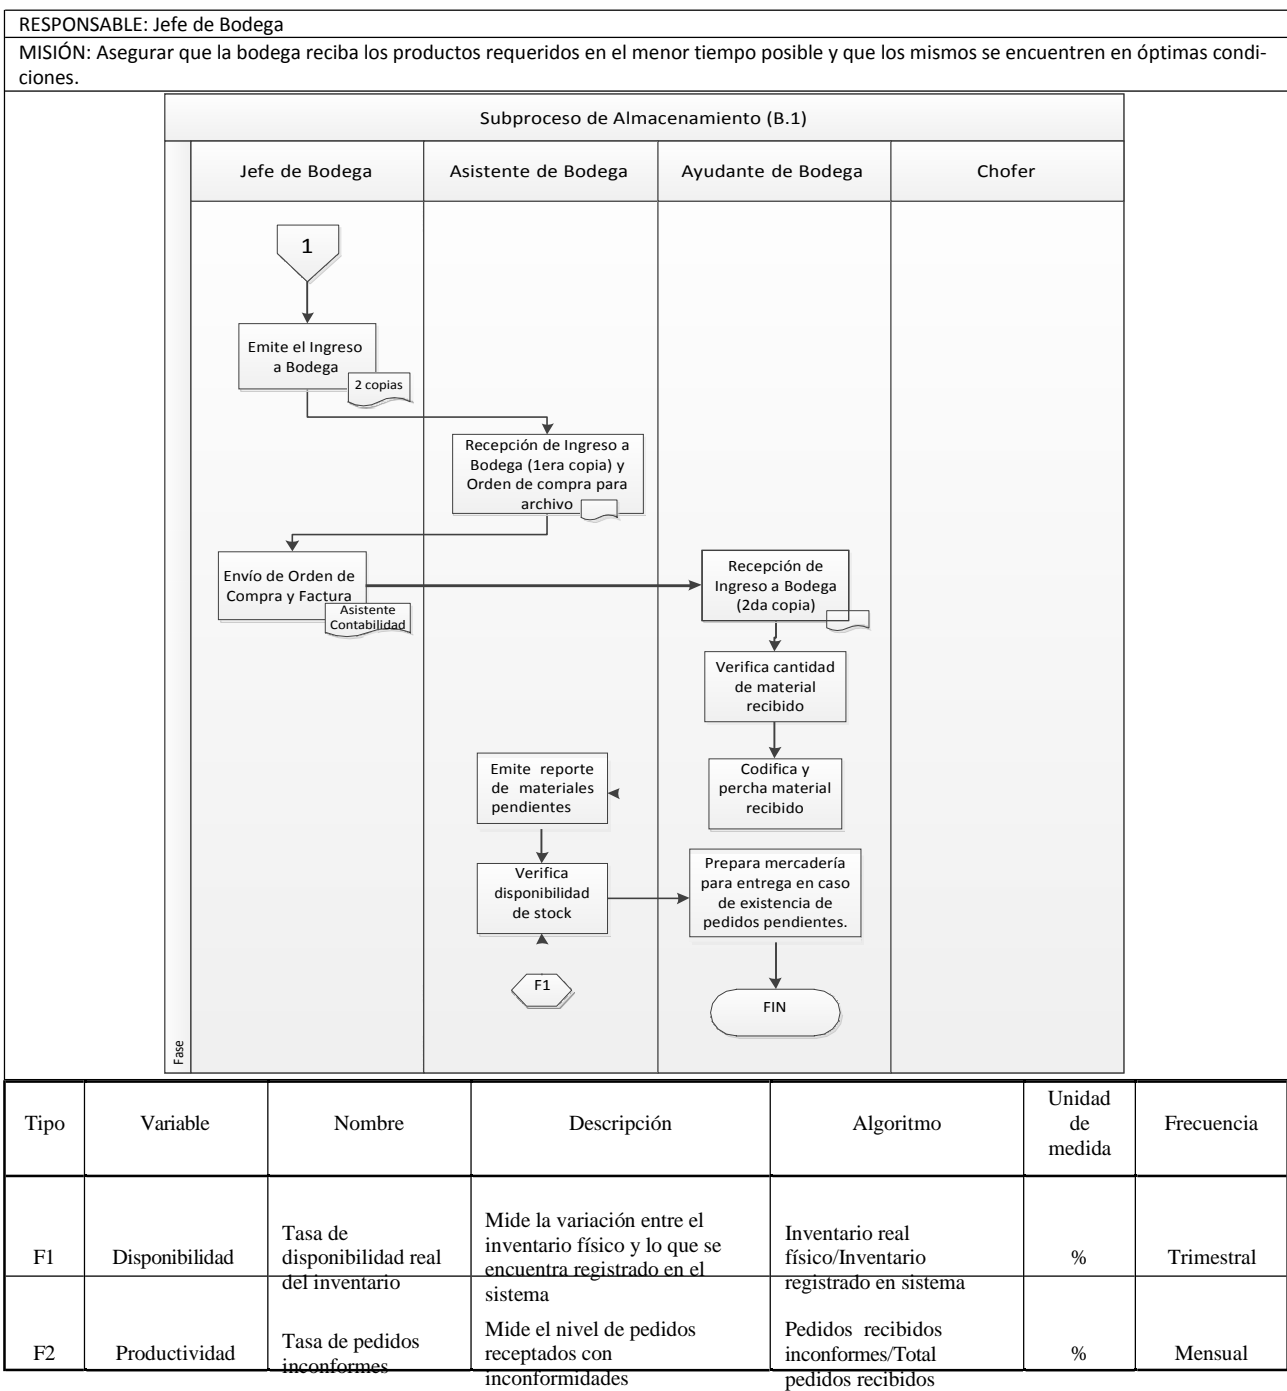 RESPONSABLE: Jefe de Bodega
MISIÓN: Asegurar que la bodega reciba los productos requeridos en el menor tiempo posible y que los mismos se encuentren en óptimas condi-
ciones.
Subproceso de Almacenamiento (B.1)
Jefe de Bodega
Asistente de Bodega
Ayudante de Bodega
Chofer
1
Emite el Ingreso
a Bodega
2 copias
Recepción de Ingreso a
Bodega (1era copia) y
Orden de compra para
archivo
Envío de Orden de
Compra y Factura
Asistente
Contabilidad
Recepción de
Ingreso a Bodega
(2da copia)
Verifica cantidad
de material
recibido
Emite reporte
de materiales
pendientes
Codifica y
percha material
recibido
Verifica
disponibilidad
de stock
Prepara mercadería
para entrega en caso
de existencia de
pedidos pendientes.
F1
FIN
Fase
Tipo
Variable
Nombre
Descripción
Algoritmo
Unidad
de
medida
Frecuencia
F1
Disponibilidad
Tasa de
disponibilidad real
del inventario
Mide la variación entre el
inventario físico y lo que se
encuentra registrado en el
sistema
Inventario real
físico/Inventario
registrado en sistema
%
Trimestral
F2
Productividad
Tasa de pedidos
inconformes
Mide el nivel de pedidos
receptados con
inconformidades
Pedidos recibidos
inconformes/Total
pedidos recibidos
%
Mensual